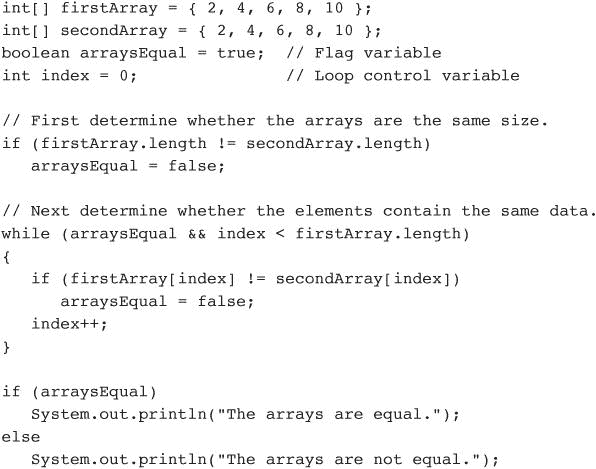 int[] firstArray = { 2, 4, 6, 8, 10 };
int[] secondArray = { 2, 4, 6, 8, 10 };
boolean arraysEqual = true;  // Flag variable
int index = 0;               // Loop control variable

// First determine whether the arrays are the same size.
if (firstArray.length != secondArray.length)
   arraysEqual = false;

// Next determine whether the elements contain the same data.
while (arraysEqual && index < firstArray.length)
{
   if (firstArray[index] != secondArray[index])
      arraysEqual = false;
   index++;
}

if (arraysEqual)
   System.out.println("The arrays are equal.");
else
   System.out.println("The arrays are not equal.");